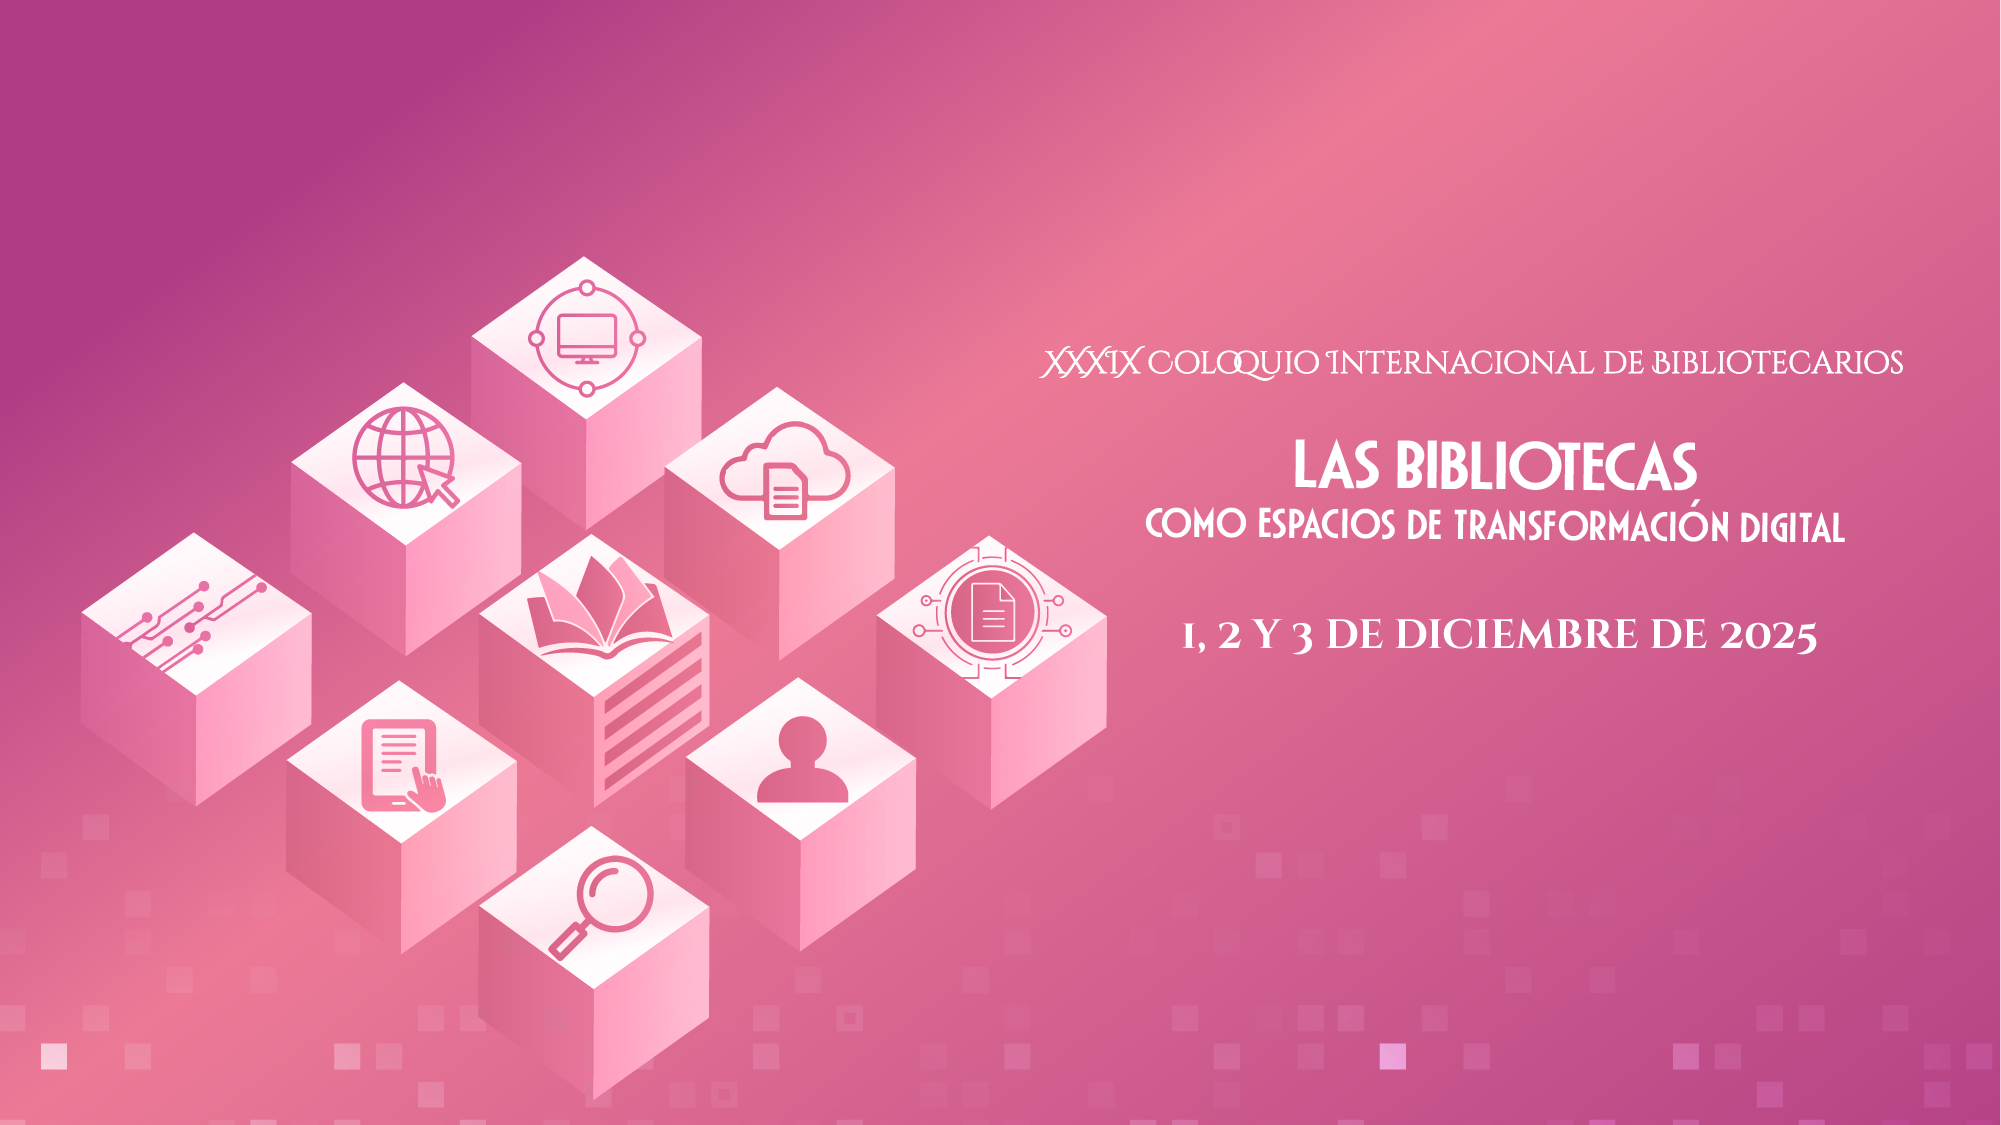 XXXIX Coloquio Internacional de Bibliotecarios
LAS BIBLIOTECAS
COMO ESPACIOS DE TRANSFORMACIÓN DIGITAL
1, 2 Y 3 DE DICIEMBRE DE 2025